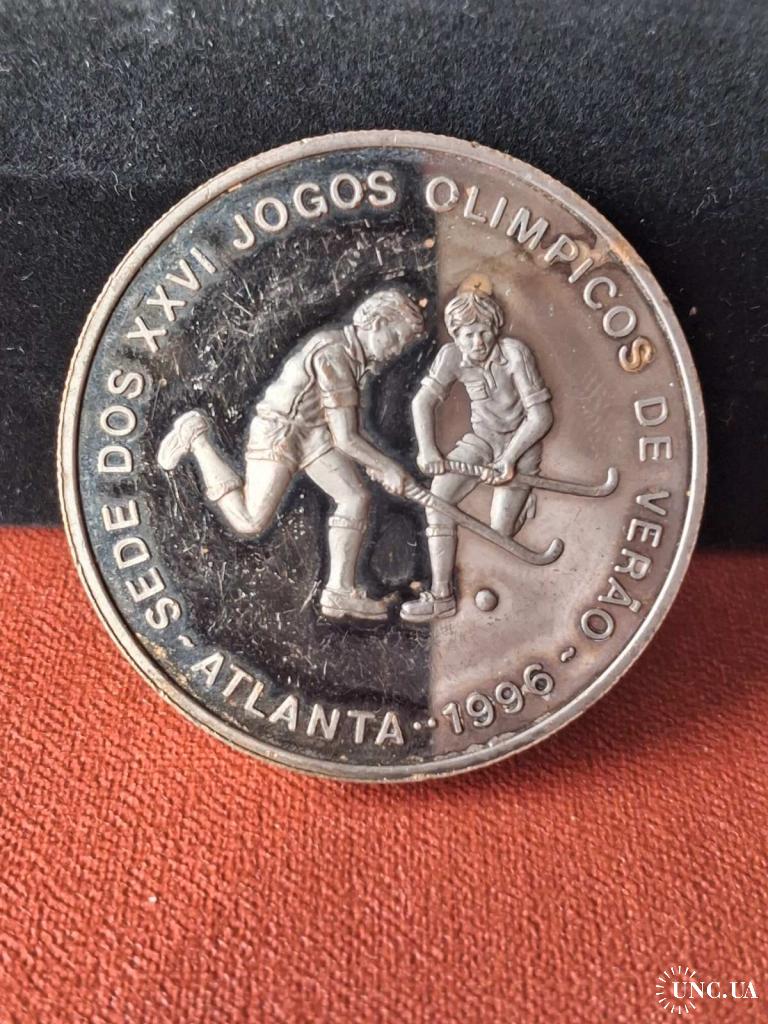 SEDE DOS XXVI JOGOS OLIMPICOS DE VERÃO
~ ATLANTA · · 1996 ~
UNC.UA